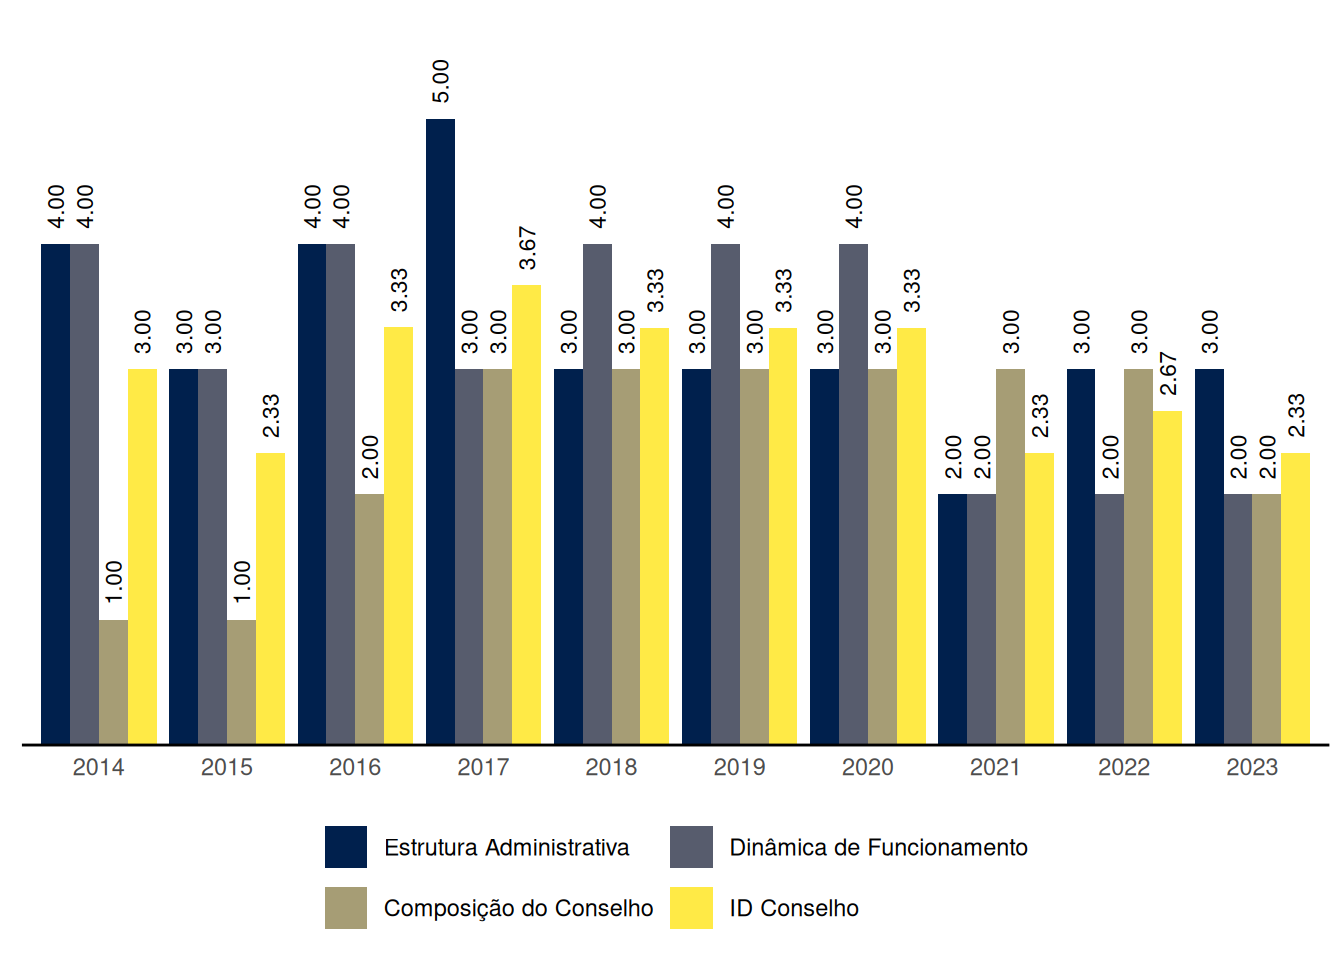 5.00
4.00 4.00 4.00 4.00 4.00 4.00 4.00
3.67
3.00 3.00 3.00 3.33 3.00 3.00 3.00 3.00 3.33 3.00 3.00 3.33 3.00 3.00 3.33 3.00 3.00 3.00 3.00
2.67
2.33 2.00 2.00 2.00 2.33 2.00 2.00 2.00 2.33
1.00 1.00
2014 2015 2016 2017 2018 2019 2020 2021 2022 2023
Estrutura Administrativa Dinâmica de Funcionamento
Composição do Conselho ID Conselho